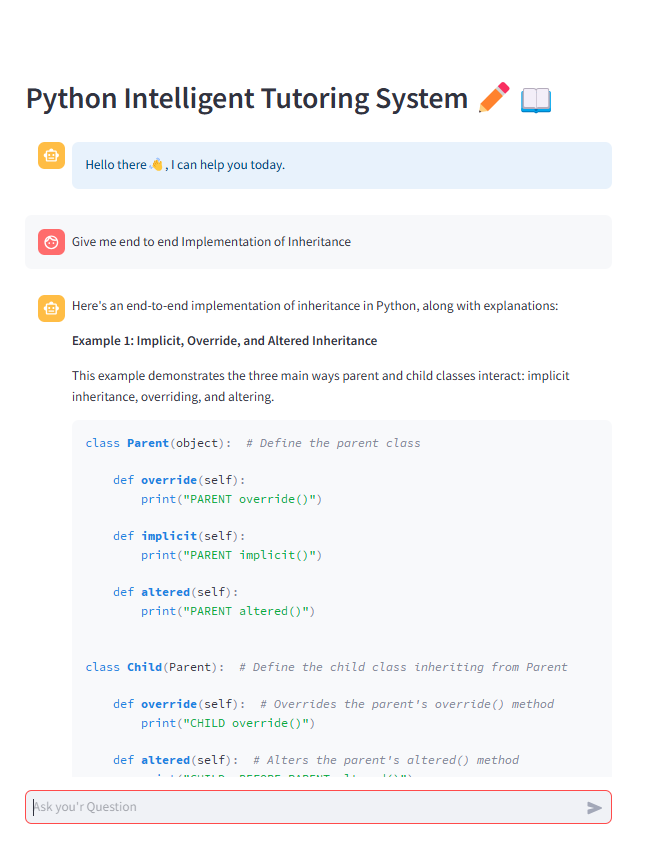 Python Intelligent Tutoring System ✏️ 📖
Hello there👋, I can help you today.
Give me end to end Implementation of Inheritance
Here's an end-to-end implementation of inheritance in Python, along with explanations:
Example 1: Implicit, Override, and Altered Inheritance
This example demonstrates the three main ways parent and child classes interact: implicit
inheritance, overriding, and altering.
class Parent(object):  # Define the parent class
    def override(self):
        print("PARENT override()")
    def implicit(self):
        print("PARENT implicit()")
    def altered(self):
        print("PARENT altered()")
class Child(Parent):  # Define the child class inheriting from Parent
    def override(self):  # Overrides the parent's override() method
        print("CHILD override()")
    def altered(self):  # Alters the parent's altered() method
        print("CHILD, BEFORE PARENT altered()")
Ask you'r Question